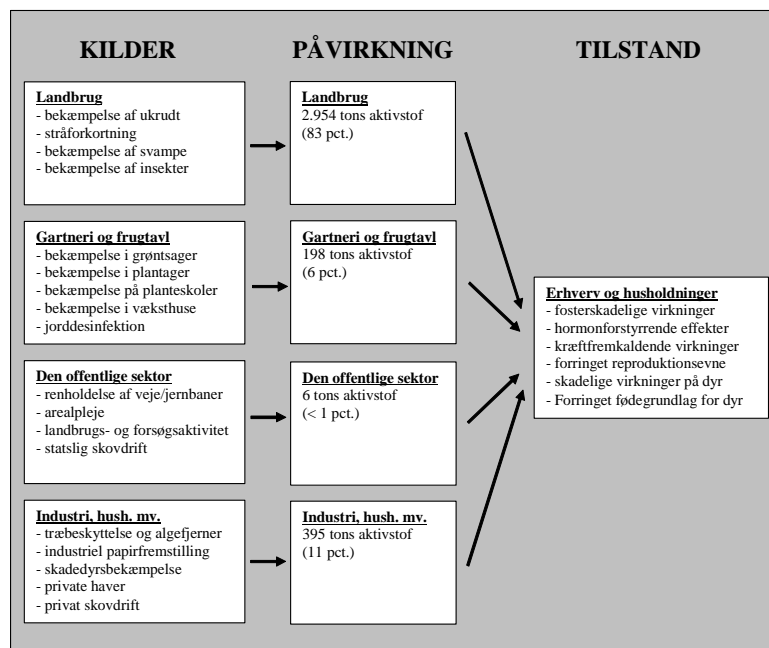 KILDER
PÅVIRKNING
TILSTAND
Landbrug
- bekæmpelse af ukrudt
- stråforkortning
- bekæmpelse af svampe
- bekæmpelse af insekter
Landbrug
2.954 tons aktivstof
(83 pct.)
Gartneri og frugtavl
- bekæmpelse i grøntsager
- bekæmpelse i plantager
- bekæmpelse på planteskoler
- bekæmpelse i væksthuse
- jorddesinfektion
Gartneri og frugtavl
198 tons aktivstof
(6 pct.)
Den offentlige sektor
- renholdelse af veje/jernbaner
- arealpleje
- landbrugs- og forsøgsaktivitet
- statslig skovdrift
Den offentlige sektor
6 tons aktivstof
(< 1 pct.)
Industri, hush. mv.
- træbeskyttelse og algefjerner
- industriel papirfremstilling
- skadedyrsbekæmpelse
- private haver
- privat skovdrift
Industri, hush. mv.
395 tons aktivstof
(11 pct.)
Erhverv og husholdninger
- fosterskadelige virkninger
- hormonforstyrrende effekter
- kræftfremkaldende virkninger
- forringet reproduktionsevne
- skadelige virkninger på dyr
- Forringet fødegrundlag for dyr